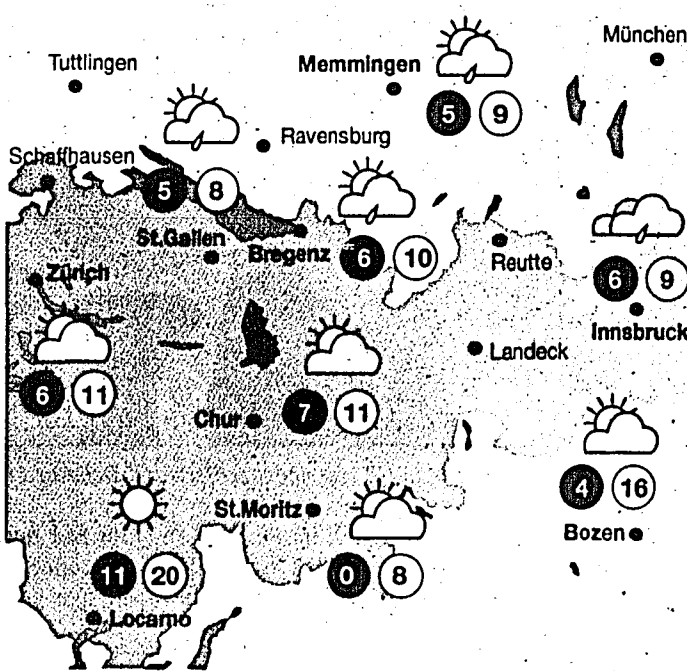 München
Tuttlingen
Memmingen
5 9
Ravensburg
Schaffhausen
5 8
St.Gallen
Bregenz
6 10
Reutte
6 9
Zürich
Innsbruck
Landeck
6 11
Chur
7 11
4 16
St.Moritz
Bozen
11 20
0 8
Locarno